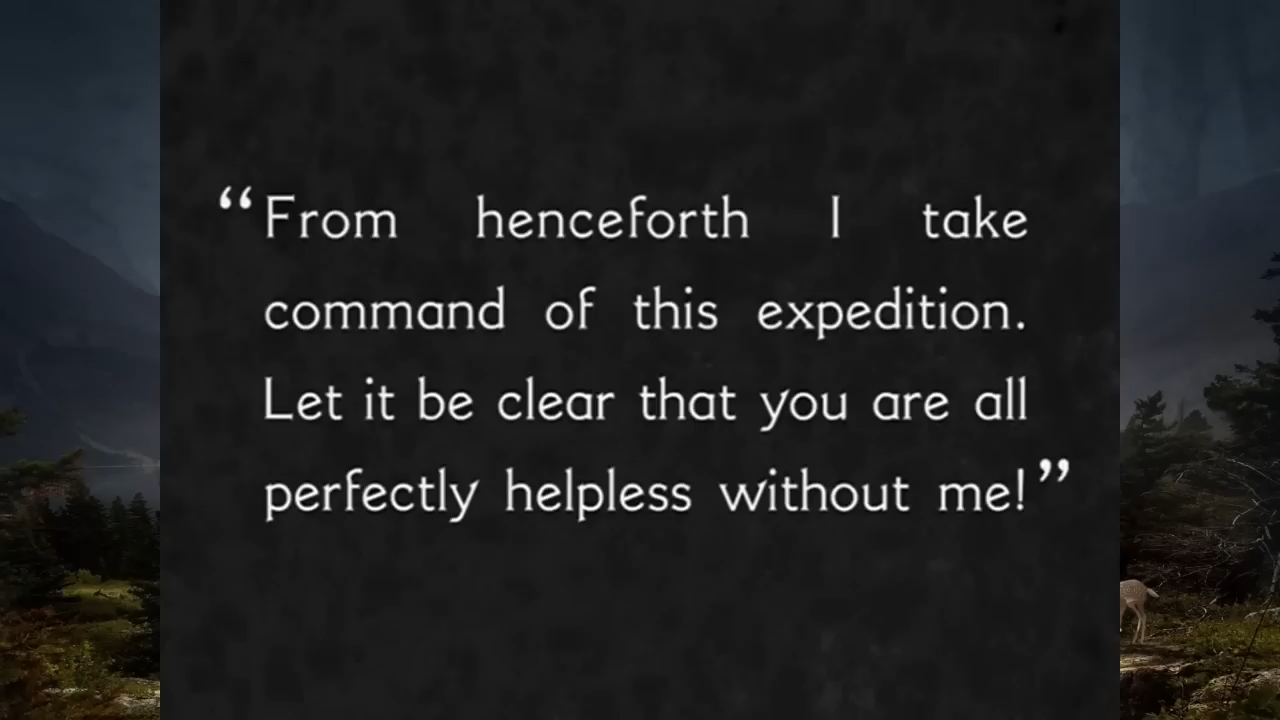 “From henceforth I take
command of this expedition.
Let it be clear that you are all
perfectly helpless without me!”